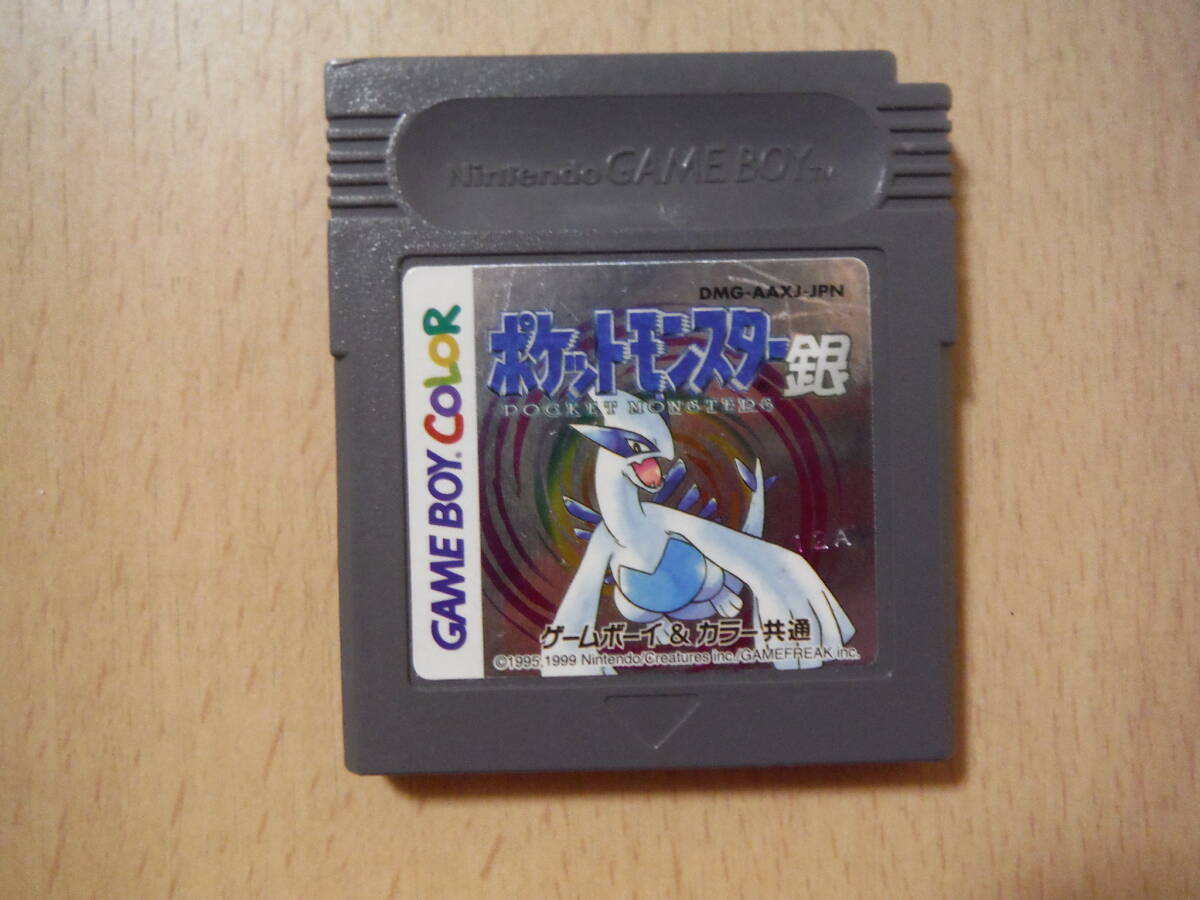 Nintendo GAME BOY™
GAME BOY COLOR
DMG-AAXJ-JPN
ポケットモンスター銀
POCKET MONSTERS
12A
ゲームボーイ & カラー共通
©1995,1999 Nintendo/Creatures inc./GAMEFREAK inc.